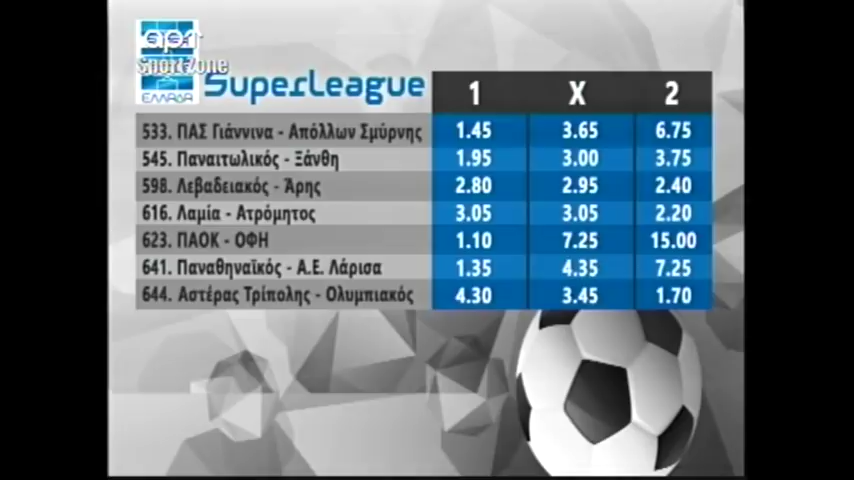 SportZone
ΕΛΛΑΔΑ
SuperLeague
1 X 2
533. ΠΑΣ Γιάννινα - Απόλλων Σμύρνης 1.45 3.65 6.75
545. Παναιτωλικός - Ξάνθη 1.95 3.00 3.75
598. Λεβαδειακός - Άρης 2.80 2.95 2.40
616. Λαμία - Ατρόμητος 3.05 3.05 2.20
623. ΠΑΟΚ - ΟΦΗ 1.10 7.25 15.00
641. Παναθηναϊκός - Α.Ε. Λάρισα 1.35 4.35 7.25
644. Αστέρας Τρίπολης - Ολυμπιακός 4.30 3.45 1.70